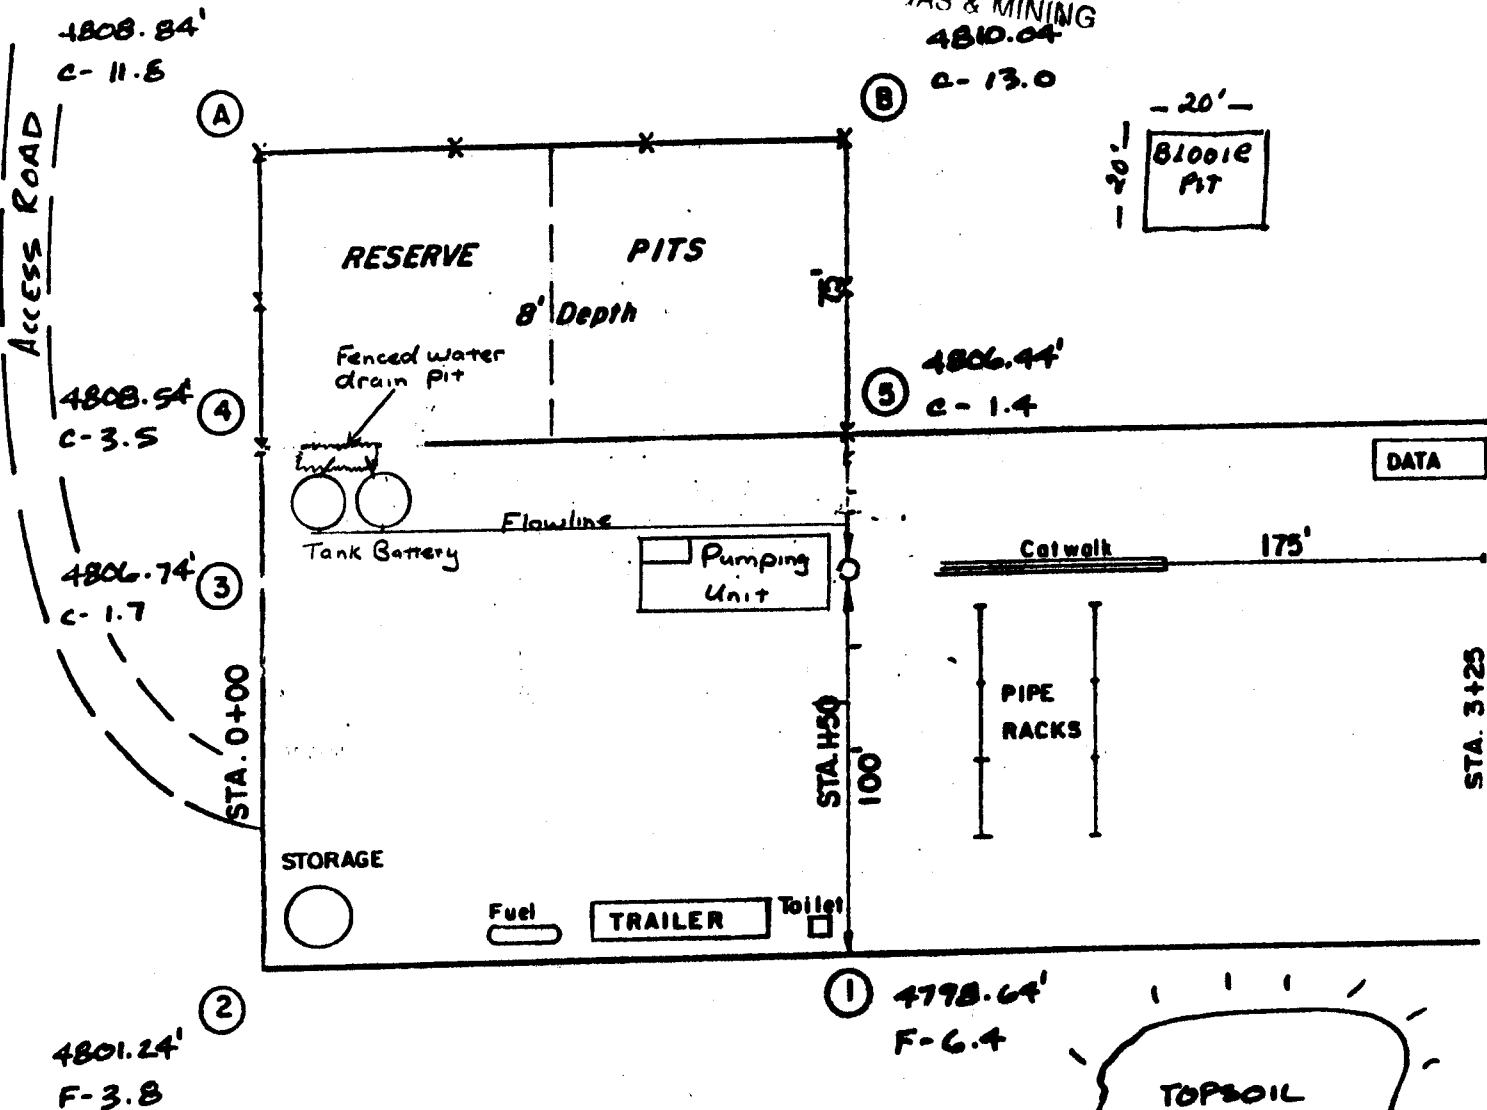 & MINING
4808.84'
C- 11.8
4810.04'
C- 13.0
A
B
- 20' -
- 20' -
Blooie
Pit
ACCESS ROAD
RESERVE PITS
8' Depth
75'
Fenced water
drain pit
4808.54'
C-3.5
4
5
4806.44'
C- 1.4
DATA
Flowline
Tank Battery
Pumping
Unit
Catwalk
175'
4806.74'
C- 1.7
3
STA. 0+00
PIPE
RACKS
STA. 3+25
STA. 1+50
100'
STORAGE
Fuel
TRAILER
Toilet
2
1
4798.64'
F-6.4
4801.24'
F-3.8
TOPSOIL